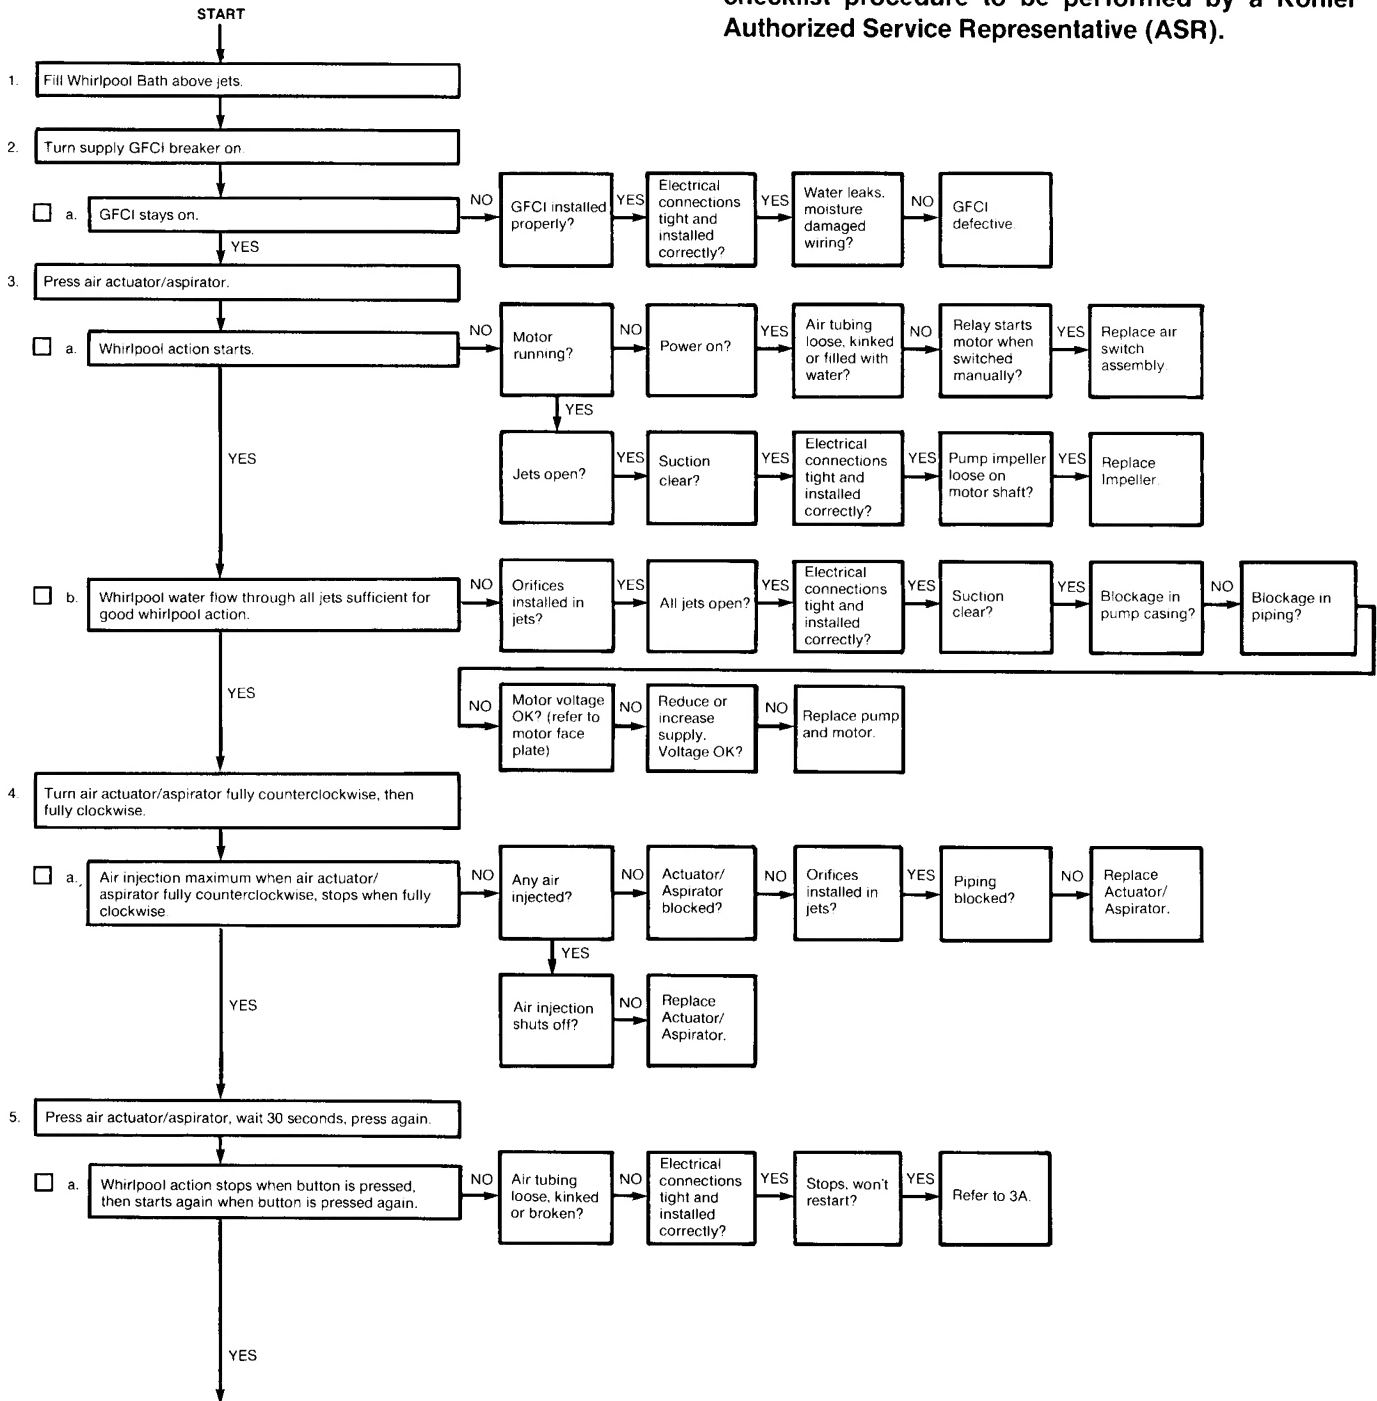 checklist procedure to be performed by a Kohler
Authorized Service Representative (ASR).
START
1. Fill Whirlpool Bath above jets.
2. Turn supply GFCI breaker on.
a. GFCI stays on.
NO
GFCI installed
properly?
YES
Electrical
connections
tight and
installed
correctly?
YES
Water leaks.
moisture
damaged
wiring?
NO
GFCI
defective.
YES
3. Press air actuator/aspirator.
a. Whirlpool action starts.
NO
Motor
running?
NO
Power on?
YES
Air tubing
loose, kinked
or filled with
water?
NO
Relay starts
motor when
switched
manually?
YES
Replace air
switch
assembly.
YES
Jets open?
YES
Suction
clear?
YES
Electrical
connections
tight and
installed
correctly?
YES
Pump impeller
loose on
motor shaft?
YES
Replace
Impeller.
YES
b. Whirlpool water flow through all jets sufficient for
good whirlpool action.
NO
Orifices
installed in
jets?
YES
All jets open?
YES
Electrical
connections
tight and
installed
correctly?
YES
Suction
clear?
YES
Blockage in
pump casing?
NO
Blockage in
piping?
NO
Motor voltage
OK? (refer to
motor face
plate)
NO
Reduce or
increase
supply.
Voltage OK?
NO
Replace pump
and motor.
YES
4. Turn air actuator/aspirator fully counterclockwise, then
fully clockwise.
a. Air injection maximum when air actuator/
aspirator fully counterclockwise, stops when fully
clockwise.
NO
Any air
injected?
NO
Actuator/
Aspirator
blocked?
NO
Orifices
installed in
jets?
YES
Piping
blocked?
NO
Replace
Actuator/
Aspirator.
YES
Air injection
shuts off?
NO
Replace
Actuator/
Aspirator.
YES
5. Press air actuator/aspirator, wait 30 seconds, press again.
a. Whirlpool action stops when button is pressed,
then starts again when button is pressed again.
NO
Air tubing
loose, kinked
or broken?
NO
Electrical
connections
tight and
installed
correctly?
YES
Stops, won't
restart?
YES
Refer to 3A.
YES